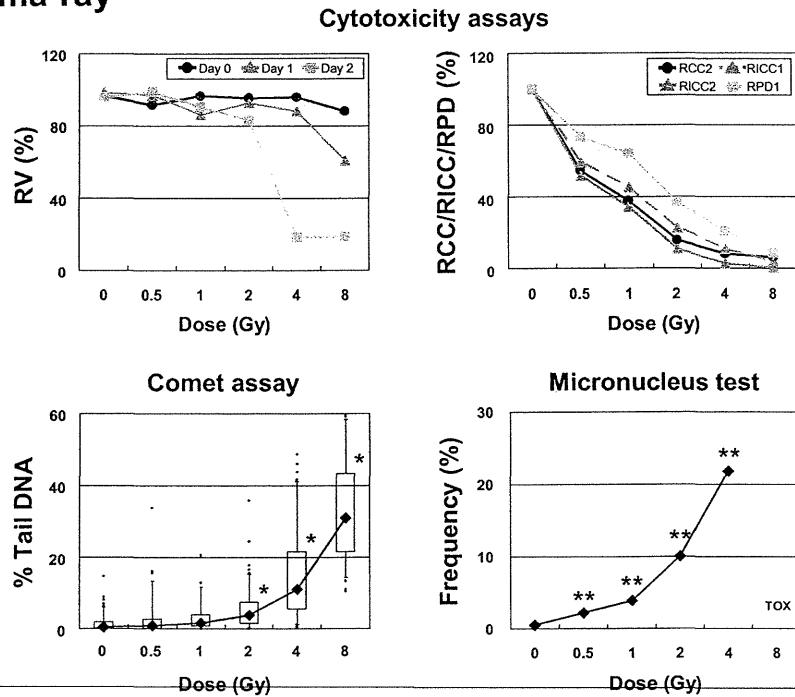 ma ray
Cytotoxicity assays
RV (%)
120
80
40
0
Day 0 Day 1 Day 2
0 0.5 1 2 4 8
Dose (Gy)
RCC/RICC/RPD (%)
120
80
40
0
RCC2 RICC1
RICC2 RPD1
0 0.5 1 2 4 8
Dose (Gy)
Comet assay
% Tail DNA
60
40
20
0
* * *
0 0.5 1 2 4 8
Dose (Gy)
Micronucleus test
Frequency (%)
30
20
10
0
** ** ** **
TOX
0 0.5 1 2 4 8
Dose (Gy)